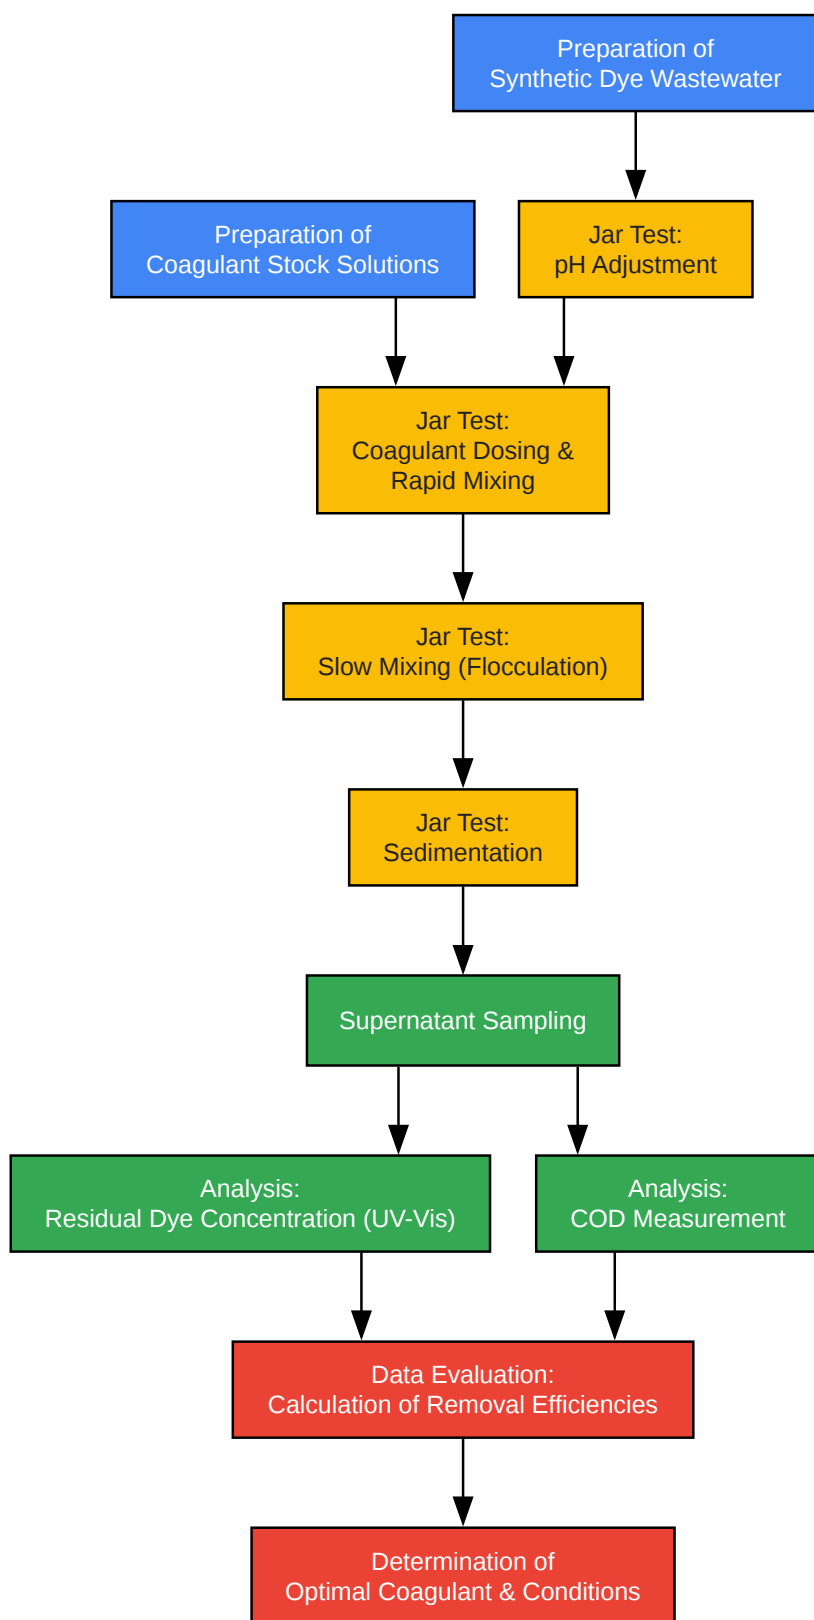 Preparation of
Synthetic Dye Wastewater
Preparation of
Coagulant Stock Solutions
Jar Test:
pH Adjustment
Jar Test:
Coagulant Dosing &
Rapid Mixing
Jar Test:
Slow Mixing (Flocculation)
Jar Test:
Sedimentation
Supernatant Sampling
Analysis:
Residual Dye Concentration (UV-Vis)
Analysis:
COD Measurement
Data Evaluation:
Calculation of Removal Efficiencies
Determination of
Optimal Coagulant & Conditions